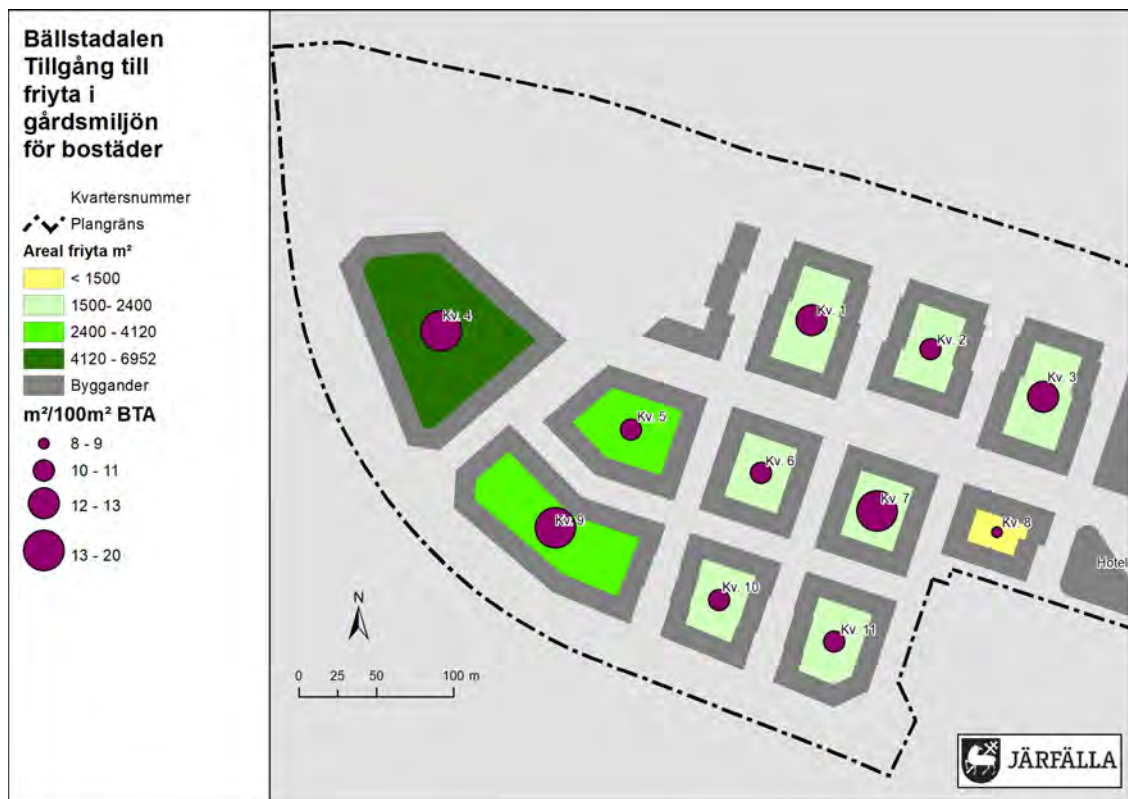 Bällstadalen
Tillgång till
friyta i
gårdsmiljön
för bostäder
Kvartersnummer
Plangräns
Areal friyta m²
< 1500
1500- 2400
2400 - 4120
4120 - 6952
Byggander
m²/100m² BTA
8 - 9
10 - 11
12 - 13
13 - 20
Kv. 4
Kv. 1
Kv. 2
Kv. 3
Kv. 5
Kv. 6
Kv. 7
Kv. 8
Kv. 9
Hotel
Kv. 10
Kv. 11
N
0 25 50 100 m
JÄRFÄLLA